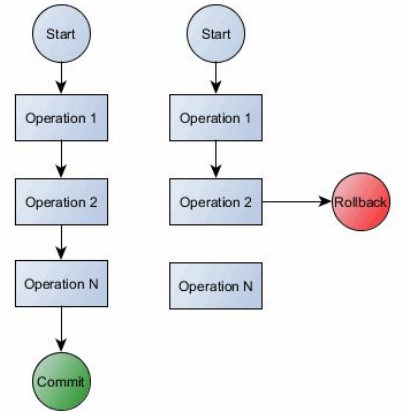 Start
Operation 1
Operation 2
Operation N
Commit
Start
Operation 1
Operation 2
Rollback
Operation N